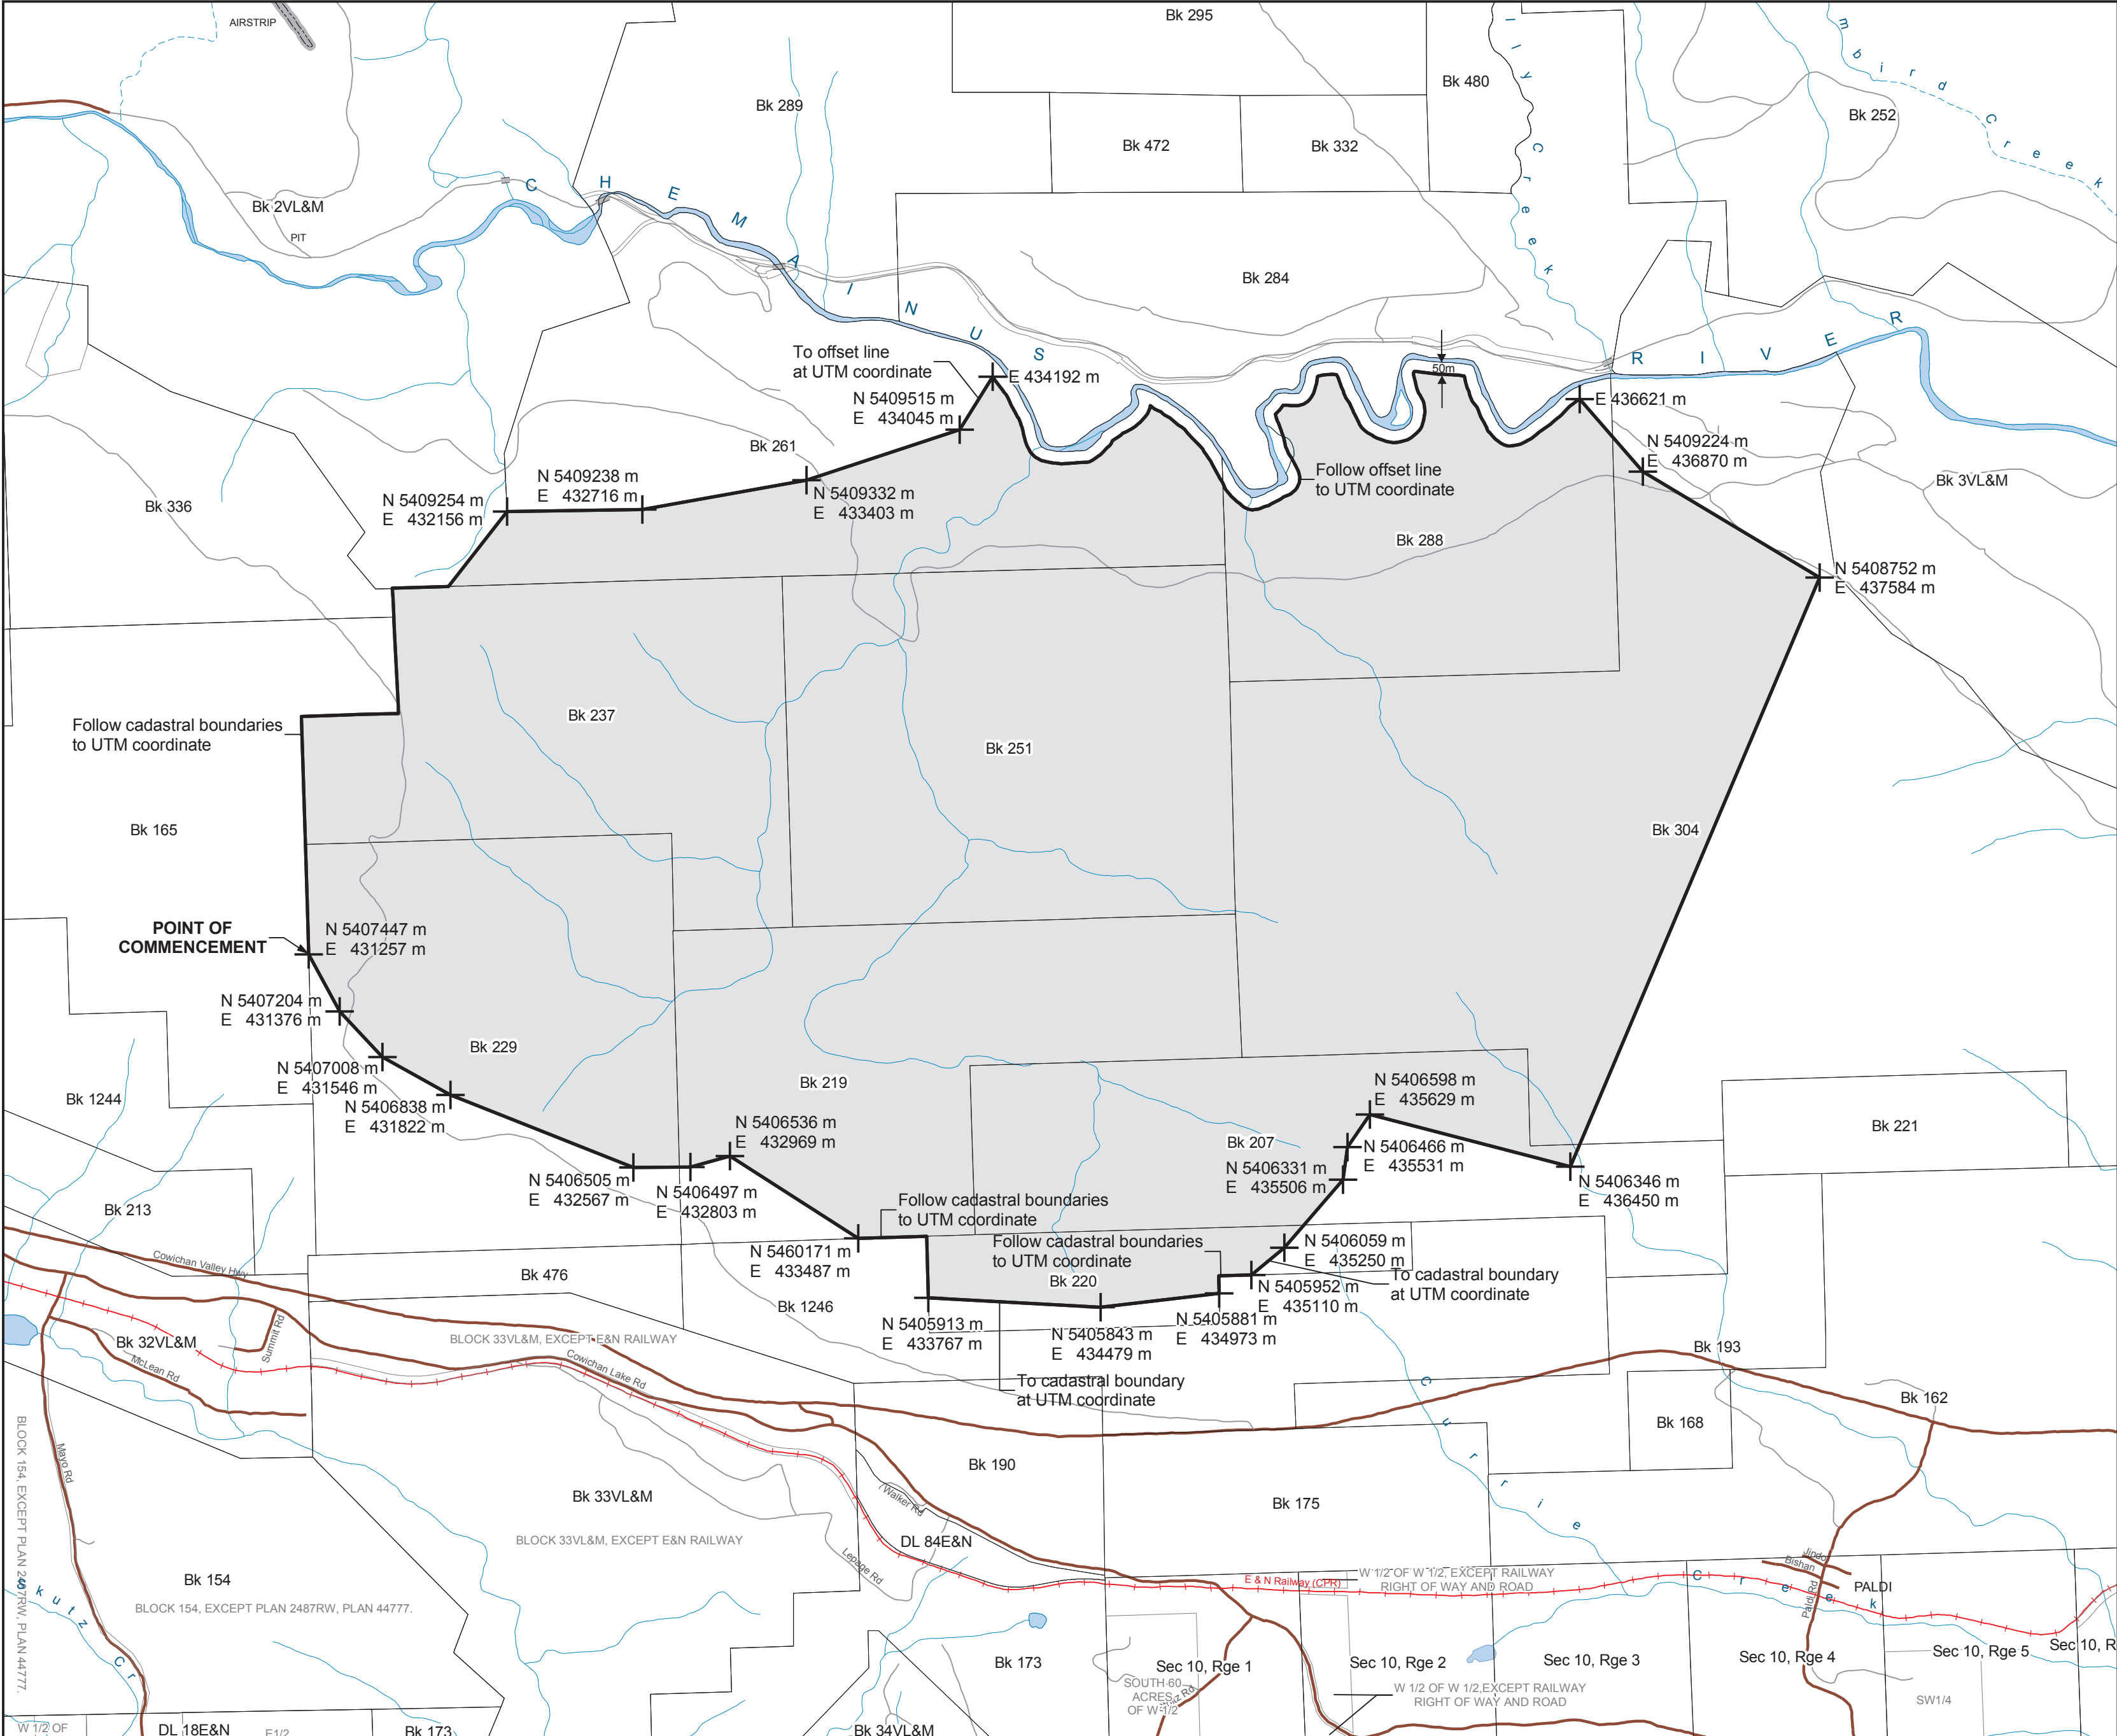 AIRSTRIP
Bk 295
Bk 480
Bk 289
Bk 252
Bk 472
Bk 332
l l y C r e e k
m b i r d C r e e k
Bk 2VL&M
PIT
C H E M A I N U S R I V E R
Bk 284
To offset line
at UTM coordinate
E 434192 m
50m
N 5409515 m
E 434045 m
E 436621 m
Bk 261
N 5409224 m
E 436870 m
N 5409238 m
E 432716 m
Follow offset line
to UTM coordinate
Bk 3VL&M
N 5409254 m
E 432156 m
N 5409332 m
E 433403 m
Bk 336
Bk 288
N 5408752 m
E 437584 m
Follow cadastral boundaries
to UTM coordinate
Bk 237
Bk 251
Bk 165
Bk 304
POINT OF
COMMENCEMENT
N 5407447 m
E 431257 m
N 5407204 m
E 431376 m
Bk 229
N 5407008 m
E 431546 m
Bk 219
N 5406598 m
E 435629 m
Bk 1244
N 5406838 m
E 431822 m
N 5406536 m
E 432969 m
Bk 207
N 5406466 m
E 435531 m
Bk 221
N 5406505 m
E 432567 m
N 5406497 m
E 432803 m
N 5406331 m
E 435506 m
N 5406346 m
E 436450 m
Bk 213
Follow cadastral boundaries
to UTM coordinate
N 5460171 m
E 433487 m
Follow cadastral boundaries
to UTM coordinate
N 5406059 m
E 435250 m
Cowichan Valley Hwy
Bk 476
Bk 220
To cadastral boundary
at UTM coordinate
N 5405952 m
E 435110 m
Bk 1246
N 5405913 m
E 433767 m
N 5405843 m
E 434479 m
N 5405881 m
E 434973 m
Bk 32VL&M
Summit Rd
BLOCK 33VL&M, EXCEPT E&N RAILWAY
Bk 193
McLean Rd
Cowichan Lake Rd
To cadastral boundary
at UTM coordinate
Bk 162
Bk 168
BLOCK 154, EXCEPT PLAN 2487RW, PLAN 44777.
Mayo Rd
Bk 190
C u r r i e C r e e k
Bk 33VL&M
Walker Rd
Bk 175
BLOCK 33VL&M, EXCEPT E&N RAILWAY
DL 84E&N
Lepage Rd
Jindo
Bishan
Bk 154
E & N Railway (CPR)
W 1/2 OF W 1/2, EXCEPT RAILWAY
RIGHT OF WAY AND ROAD
PALDI
Paldi Rd
BLOCK 154, EXCEPT PLAN 2487RW, PLAN 44777.
S k u t z C r
Bk 173
Sec 10, Rge 1
Sec 10, Rge 2
Sec 10, Rge 3
Sec 10, Rge 4
Sec 10, Rge 5
Sec 10, R
SOUTH 60
ACRES
OF W 1/2
W 1/2 OF W 1/2,EXCEPT RAILWAY
RIGHT OF WAY AND ROAD
SW1/4
W 1/2 OF
DL 18E&N
E1/2
Bk 173
Bk 34VL&M